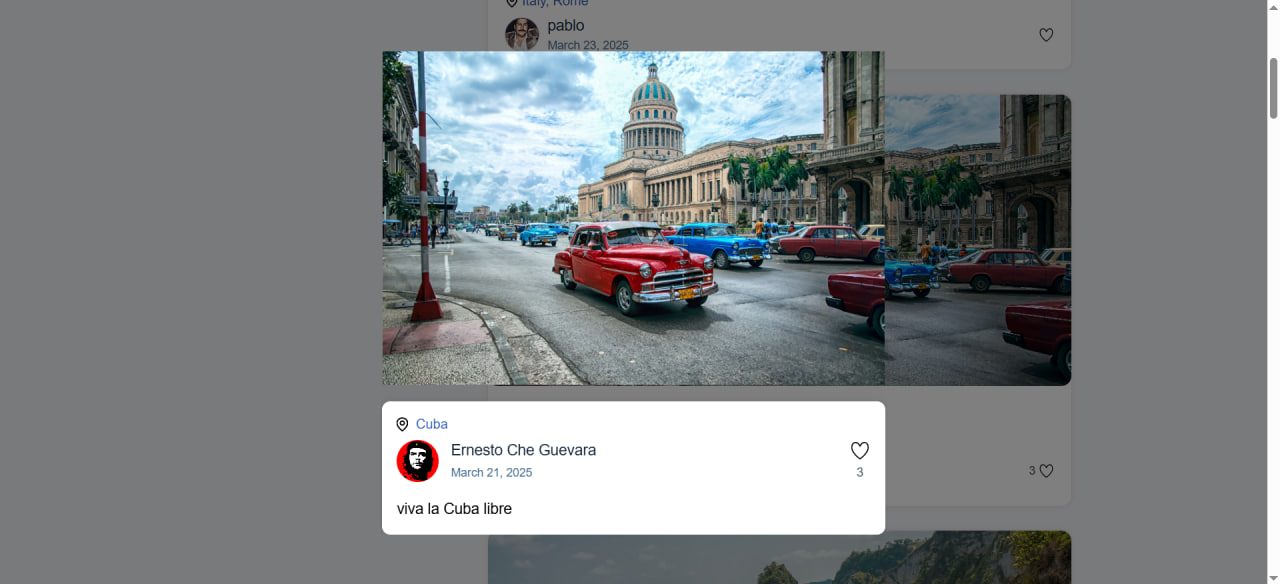 Italy, Rome
pablo
March 23, 2025
Cuba
Ernesto Che Guevara
March 21, 2025
3
viva la Cuba libre
3